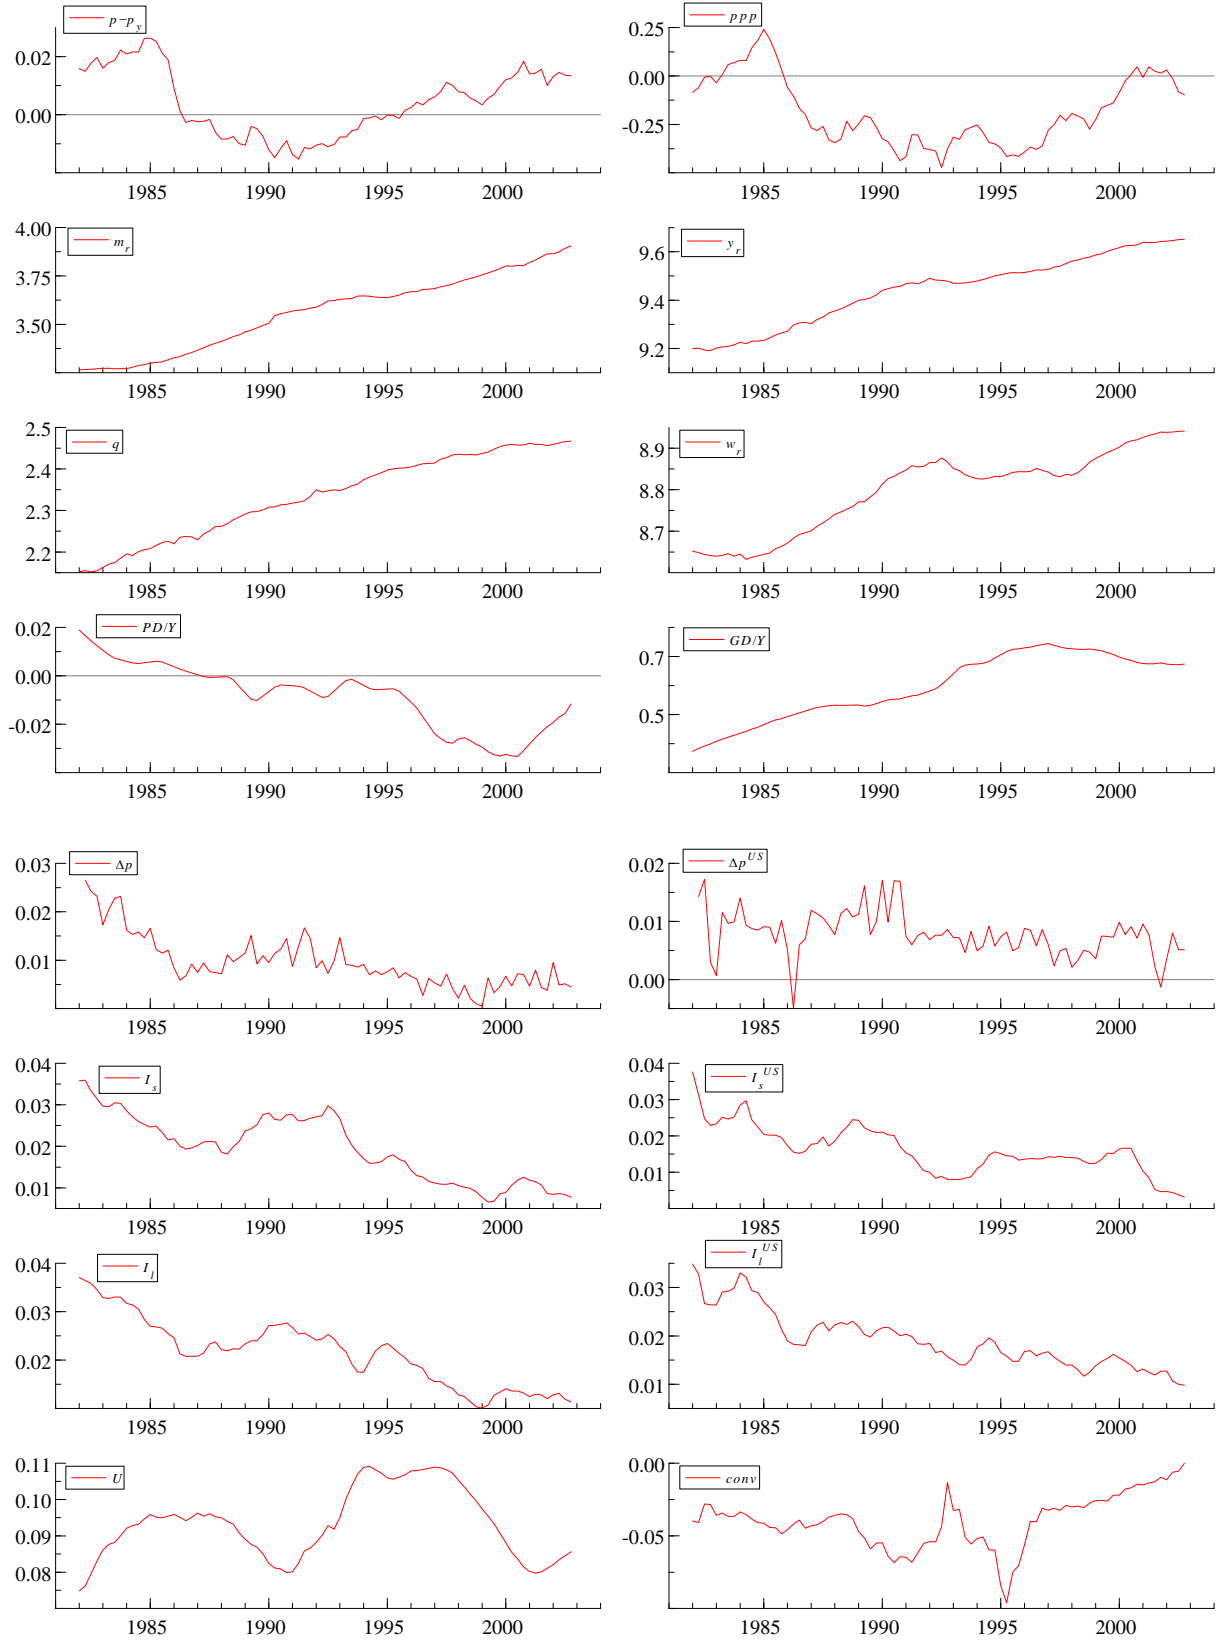 p-p_y
0.02
0.00
1985 1990 1995 2000
ppp
0.25
0.00
-0.25
1985 1990 1995 2000
4.00
m_r
3.75
3.50
1985 1990 1995 2000
y_r
9.6
9.4
9.2
1985 1990 1995 2000
2.5
q
2.4
2.3
2.2
1985 1990 1995 2000
w_r
8.9
8.8
8.7
1985 1990 1995 2000
0.02
PD/Y
0.00
-0.02
1985 1990 1995 2000
GD/Y
0.7
0.5
1985 1990 1995 2000
0.03
Δp
0.02
0.01
1985 1990 1995 2000
0.02
Δp^US
0.01
0.00
1985 1990 1995 2000
0.04
I_s
0.03
0.02
0.01
1985 1990 1995 2000
0.04
I_s^US
0.03
0.02
0.01
1985 1990 1995 2000
0.04
I_l
0.03
0.02
1985 1990 1995 2000
I_l^US
0.03
0.02
0.01
1985 1990 1995 2000
0.11
U
0.10
0.09
0.08
1985 1990 1995 2000
0.00
conv
-0.05
1985 1990 1995 2000